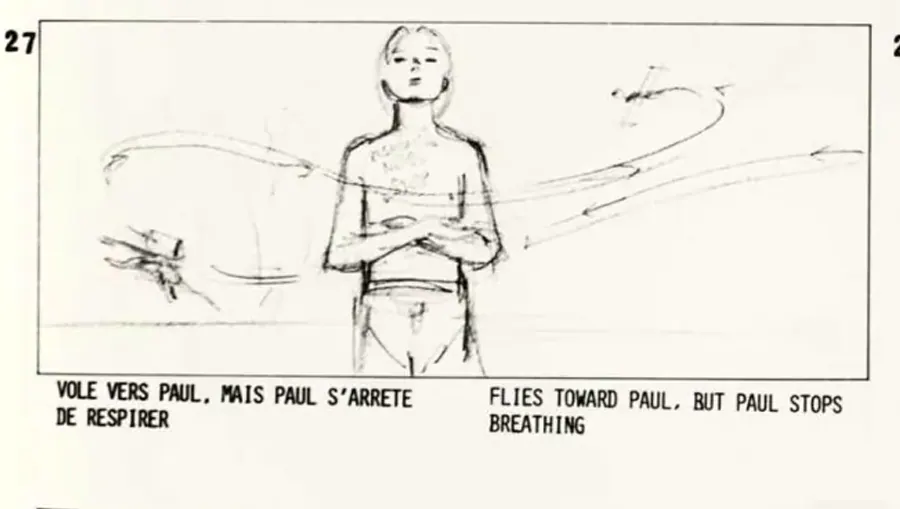 27
VOLE VERS PAUL, MAIS PAUL S'ARRETE
DE RESPIRER
FLIES TOWARD PAUL, BUT PAUL STOPS
BREATHING